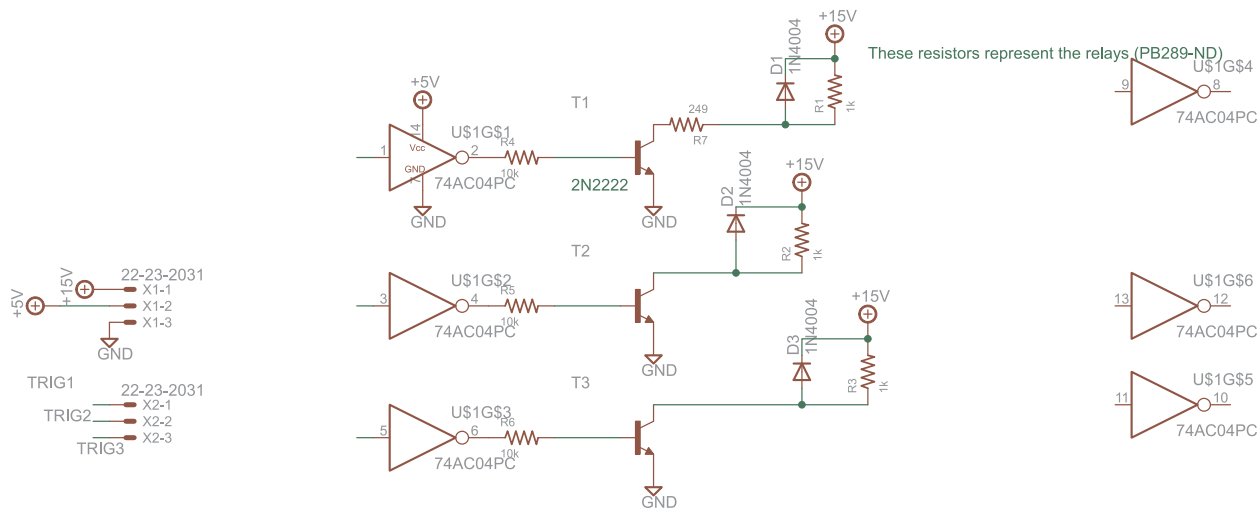 +15V
These resistors represent the relays (PB289-ND)
D1
1N4004
R1
1k
U$1G$4
9
8
74AC04PC
+5V
T1
14
Vcc
U$1G$1
1
2
R4
10k
GND
7
74AC04PC
GND
249
R7
2N2222
GND
+15V
D2
1N4004
R2
1k
T2
U$1G$2
3
4
R5
10k
74AC04PC
GND
+15V
+5V
22-23-2031
X1-1
X1-2
X1-3
GND
U$1G$6
13
12
74AC04PC
+15V
D3
1N4004
R3
1k
T3
TRIG1
22-23-2031
X2-1
TRIG2
X2-2
X2-3
TRIG3
U$1G$3
5
6
R6
10k
74AC04PC
GND
U$1G$5
11
10
74AC04PC